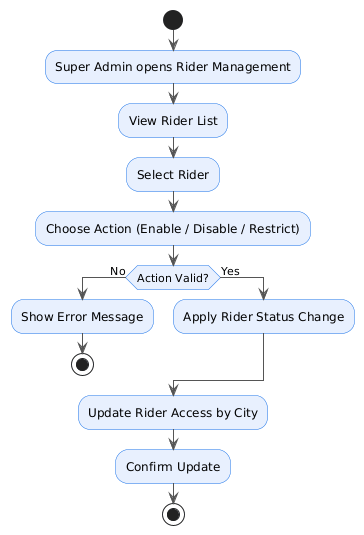 Super Admin opens Rider Management
View Rider List
Select Rider
Choose Action (Enable / Disable / Restrict)
No
Action Valid?
Yes
Show Error Message
Apply Rider Status Change
Update Rider Access by City
Confirm Update